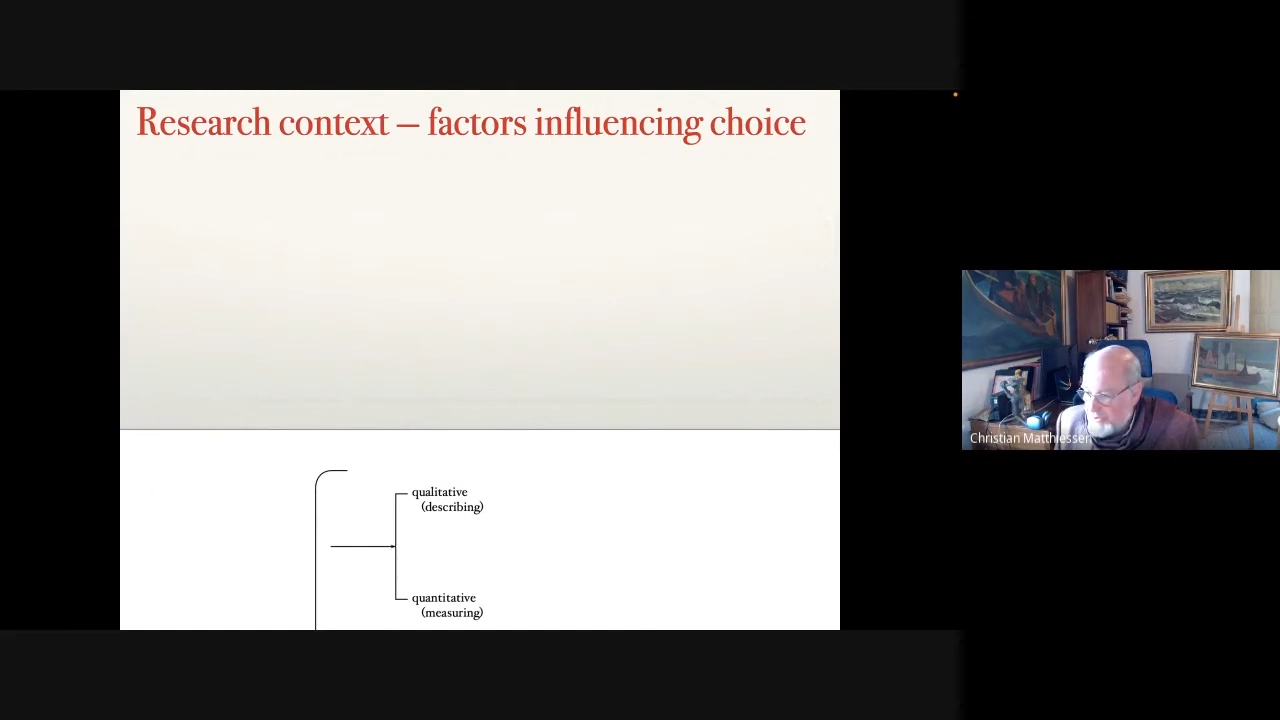 Research context — factors influencing choice
qualitative
(describing)
quantitative
(measuring)
Christian Matthiessen